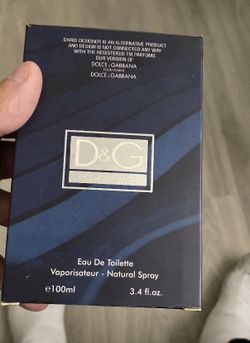 CHRIS DESIGNER IS AN ALTERNATIVE PRODUCT
AND DESIGN IS NOT CONNECTED ANY WAY
WITH THE REGISTERED TM PARFUMS
OUR VERSION OF
DOLCE & GABBANA
DOLCE & GABBANA
D&G
Eau De Toilette
Vaporisateur - Natural Spray
e100ml 3.4 fl.oz.